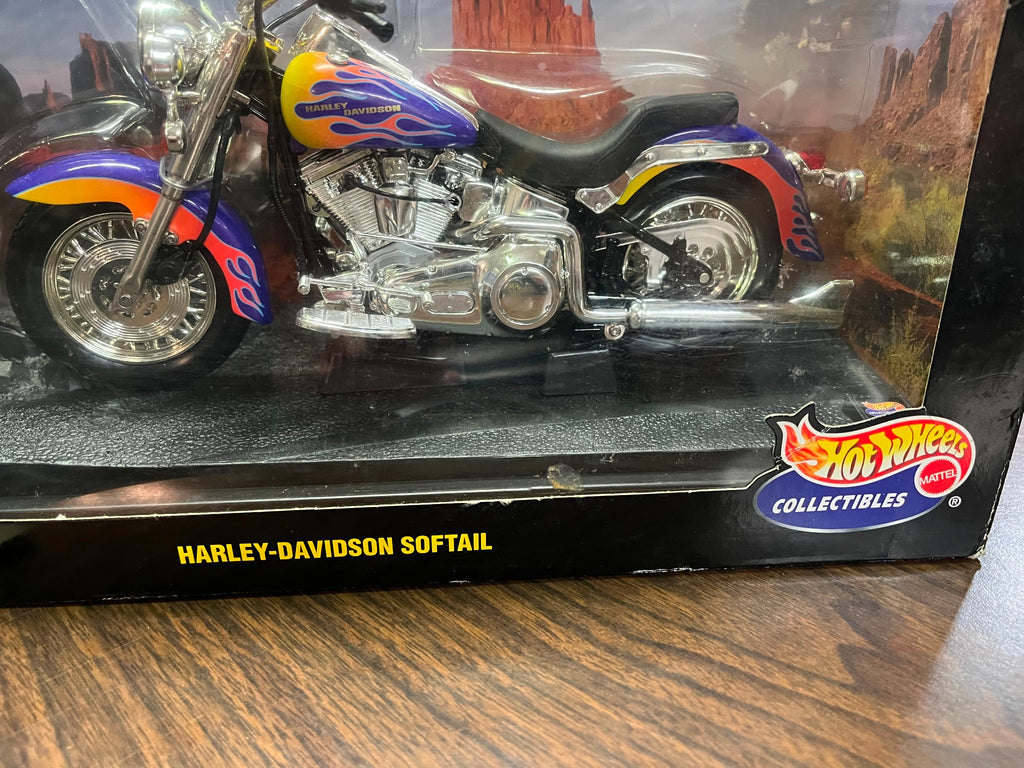 HARLEY DAVIDSON
HOT WHEELS
MATTEL
COLLECTIBLES ®
HARLEY-DAVIDSON SOFTAIL